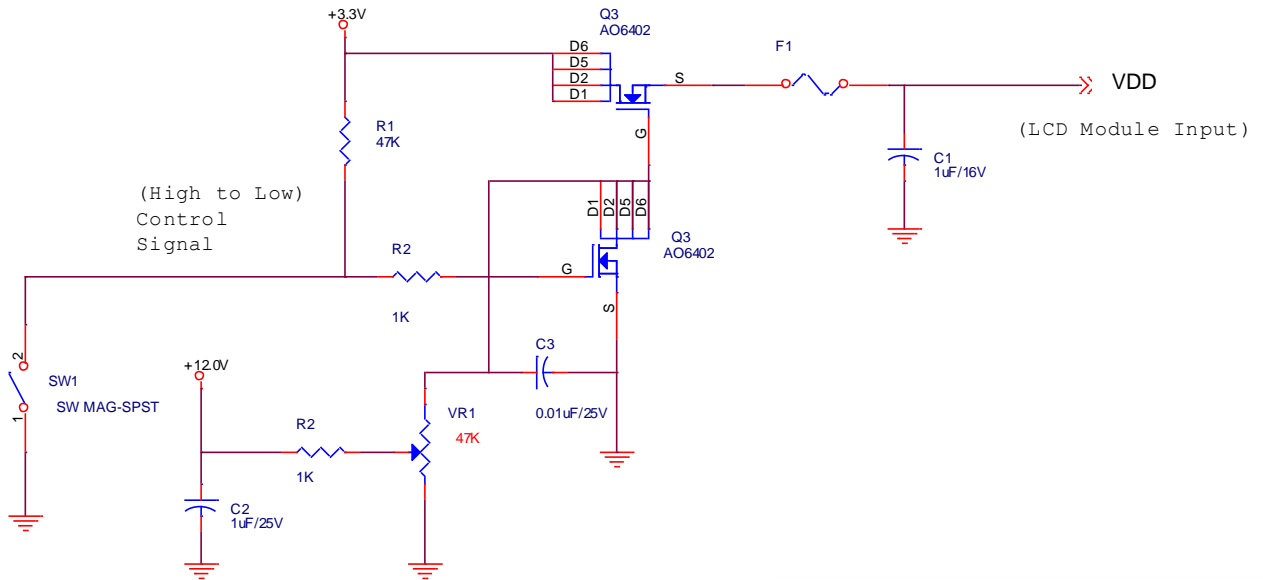 +3.3V
Q3
AO6402
D6
D5
D2
D1
S
G
F1
VDD
(LCD Module Input)
R1
47K
C1
1uF/16V
(High to Low)
Control
Signal
D1
D2
D5
D6
Q3
AO6402
R2
G
1K
S
C3
0.01uF/25V
2
SW1
SW MAG-SPST
1
+12.0V
R2
1K
VR1
47K
C2
1uF/25V